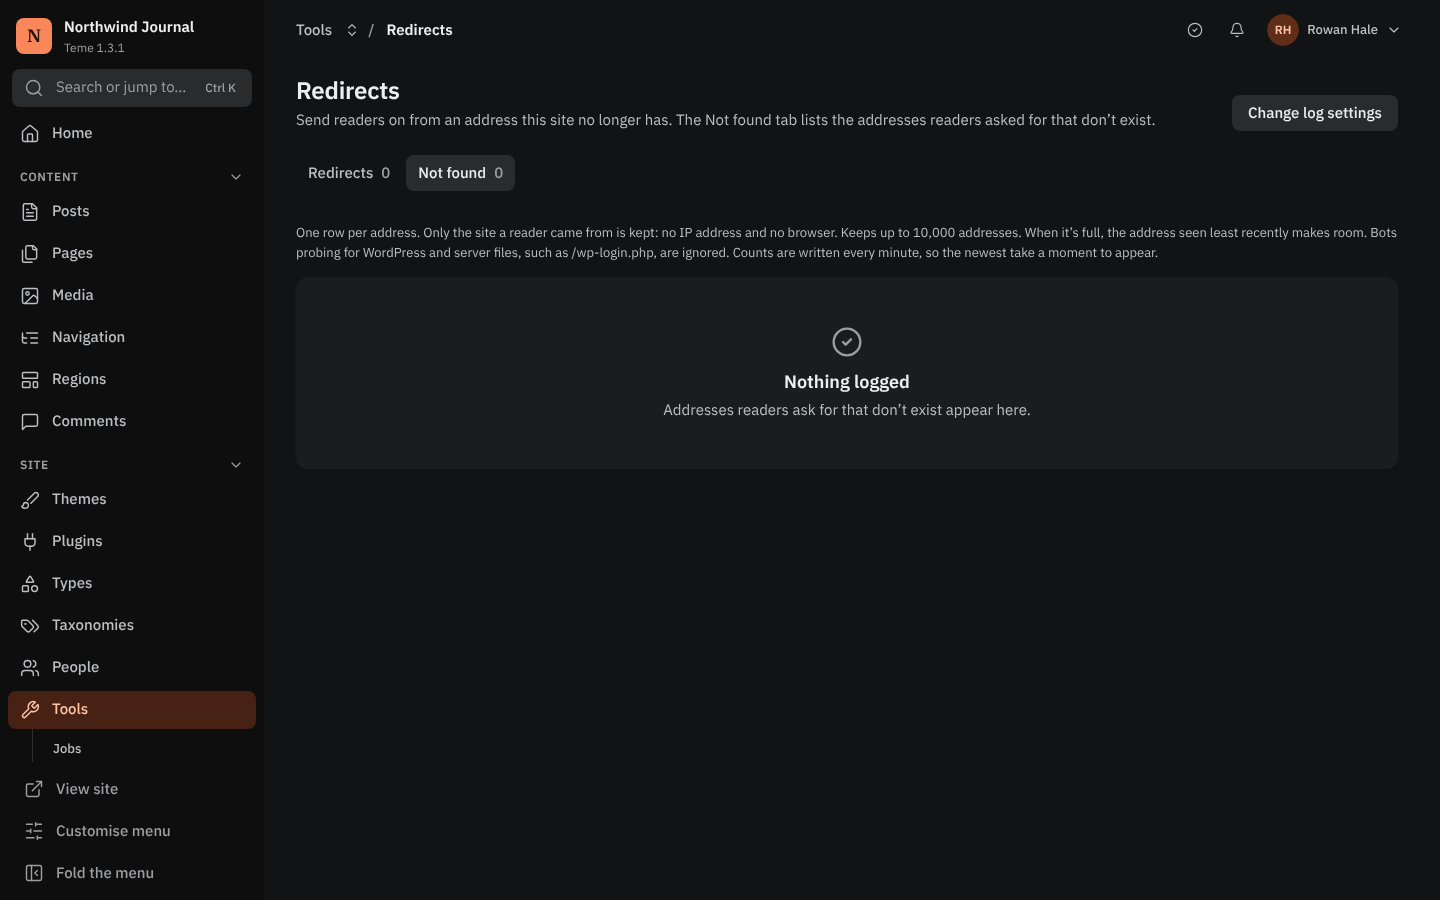 N
Northwind Journal
Teme 1.3.1
Search or jump to... Ctrl K
Home
CONTENT
Posts
Pages
Media
Navigation
Regions
Comments
SITE
Themes
Plugins
Types
Taxonomies
People
Tools
Jobs
View site
Customise menu
Fold the menu
Tools / Redirects
RH Rowan Hale
Redirects
Send readers on from an address this site no longer has. The Not found tab lists the addresses readers asked for that don’t exist.
Change log settings
Redirects 0 Not found 0
One row per address. Only the site a reader came from is kept: no IP address and no browser. Keeps up to 10,000 addresses. When it’s full, the address seen least recently makes room. Bots
probing for WordPress and server files, such as /wp-login.php, are ignored. Counts are written every minute, so the newest take a moment to appear.
Nothing logged
Addresses readers ask for that don’t exist appear here.